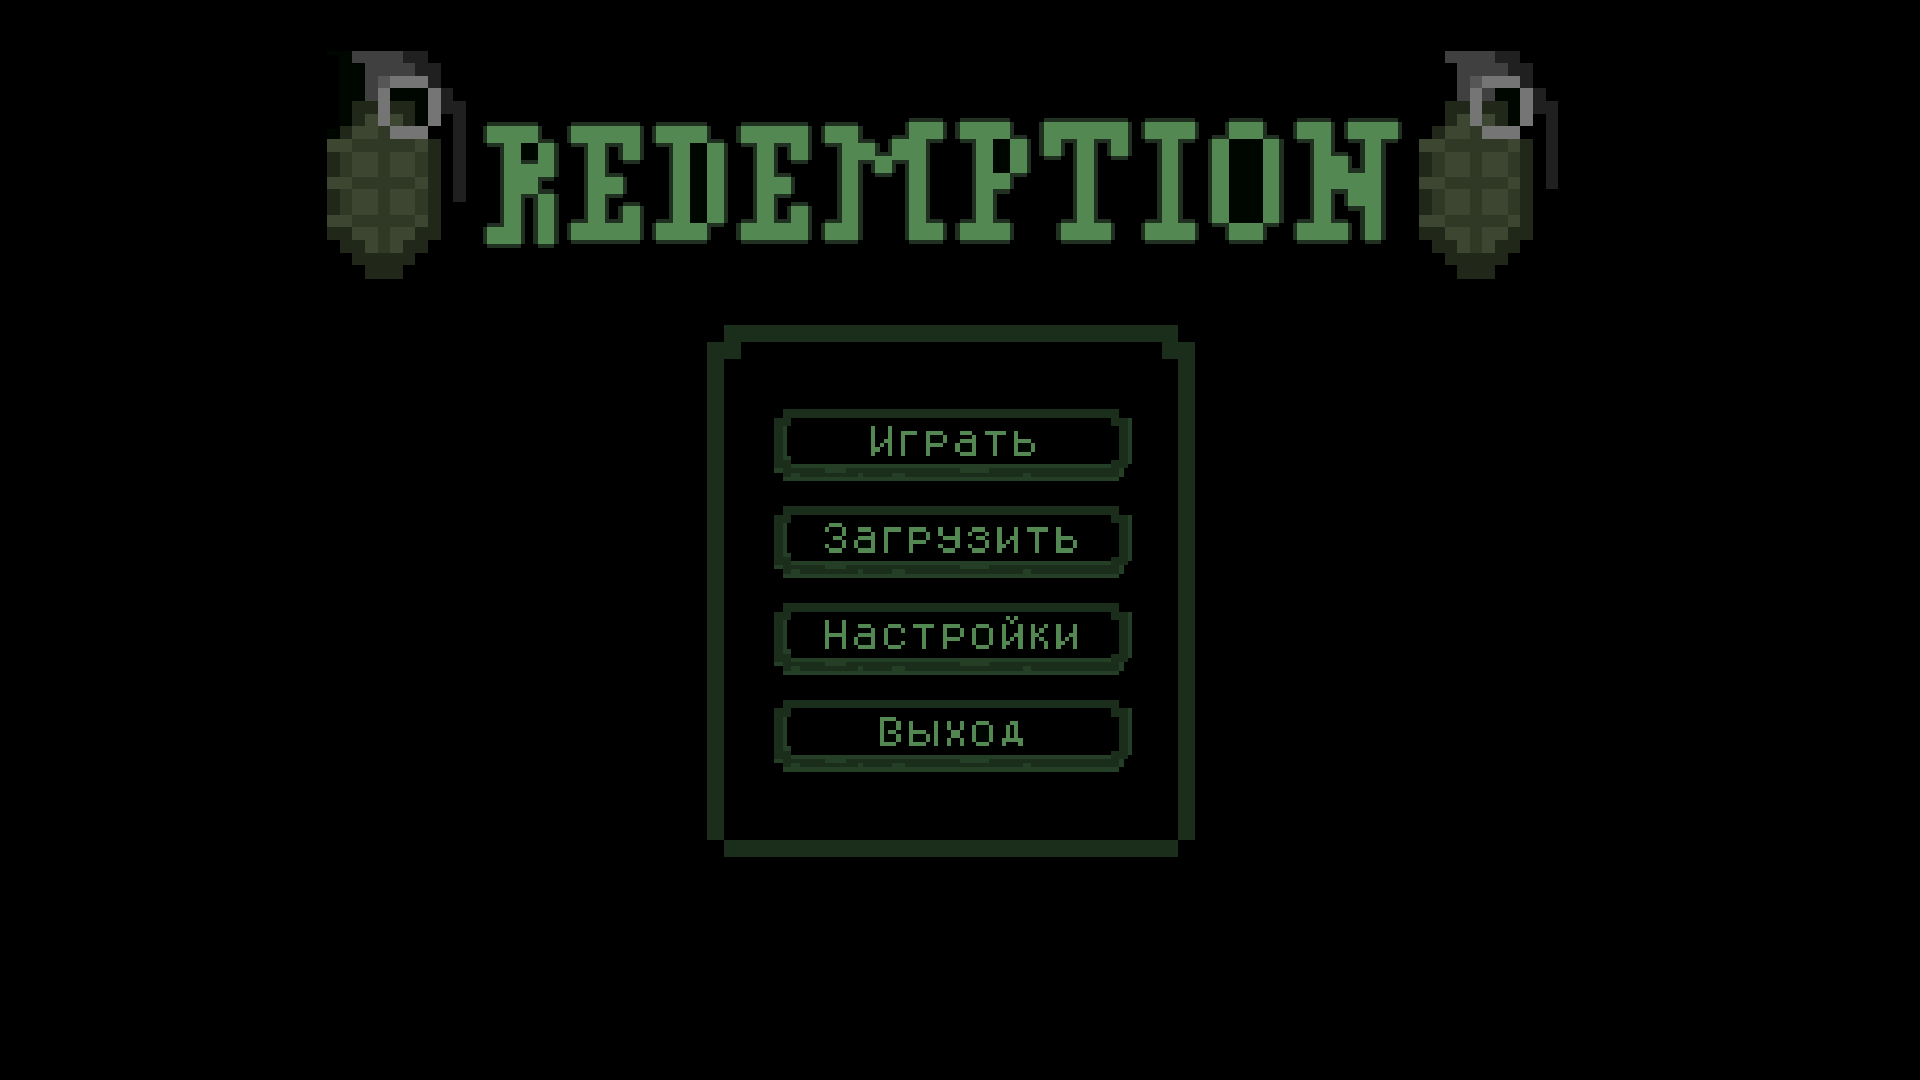 REDEMPTION
Играть
Загрузить
Настройки
Выход